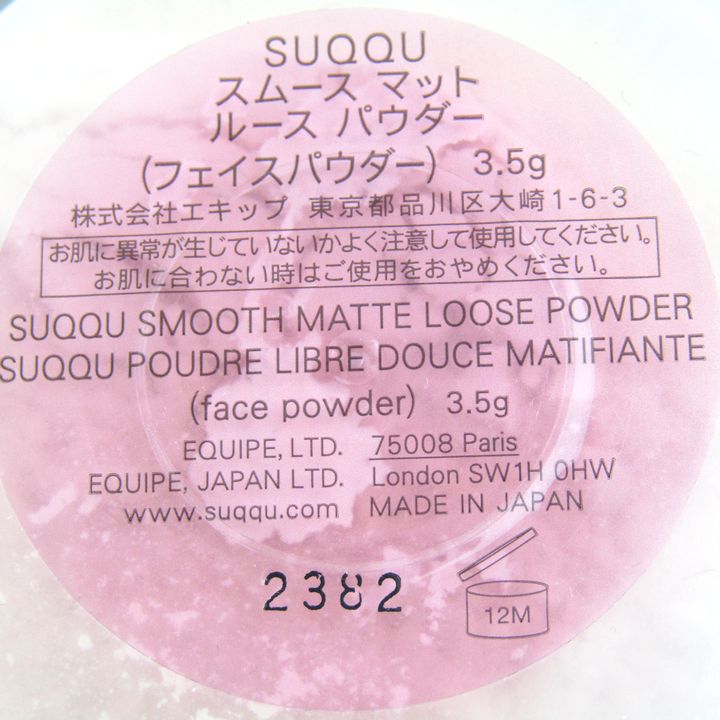 SUQQU
スムース マット
ルース パウダー
(フェイスパウダー) 3.5g
株式会社エキップ 東京都品川区大崎1-6-3
お肌に異常が生じていないかよく注意して使用してください。
お肌に合わない時はご使用をおやめください。
SUQQU SMOOTH MATTE LOOSE POWDER
SUQQU POUDRE LIBRE DOUCE MATIFIANTE
(face powder) 3.5g
EQUIPE, LTD. 75008 Paris
EQUIPE, JAPAN LTD. London SW1H 0HW
www.suqqu.com MADE IN JAPAN
2382
12M